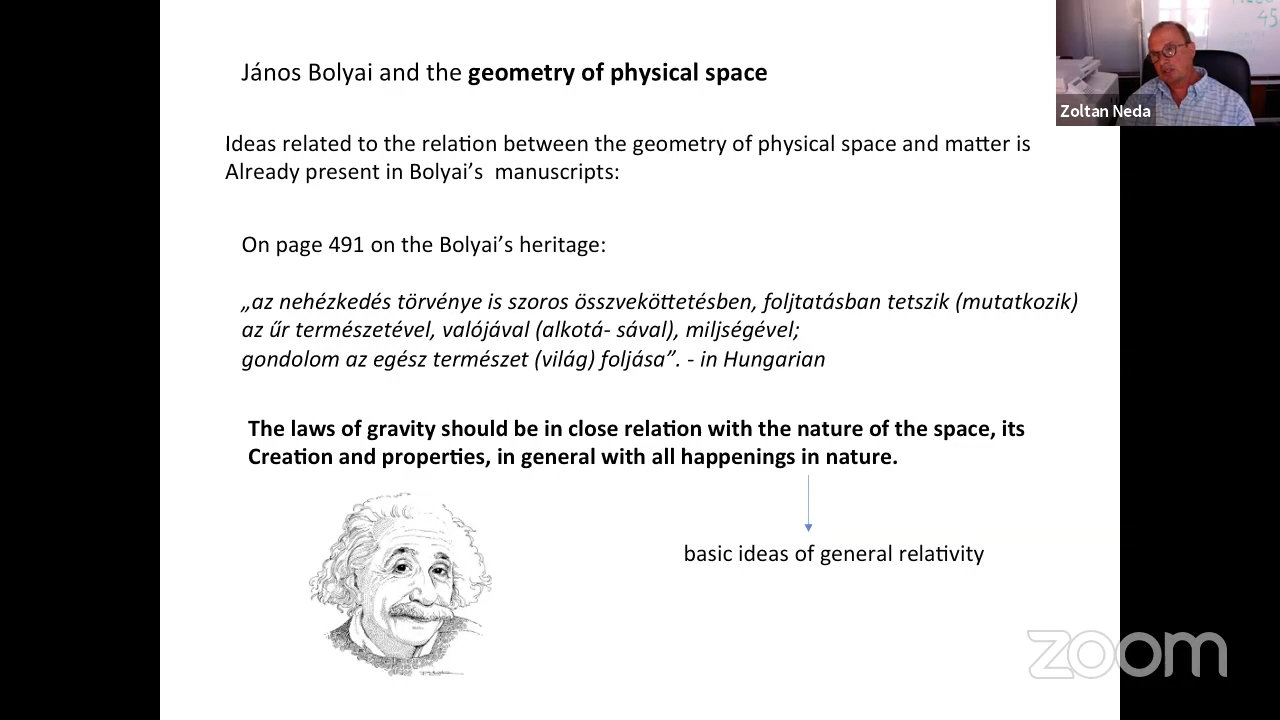 János Bolyai and the geometry of physical space
Zoltan Neda
Ideas related to the relation between the geometry of physical space and matter is
Already present in Bolyai’s manuscripts:
On page 491 on the Bolyai’s heritage:
„az nehézkedés törvénye is szoros összveköttetésben, foljtatásban tetszik (mutatkozik)
az űr természetével, valójával (alkotá- sával), miljségével;
gondolom az egész természet (világ) foljása”. - in Hungarian
The laws of gravity should be in close relation with the nature of the space, its
Creation and properties, in general with all happenings in nature.
basic ideas of general relativity
zoom